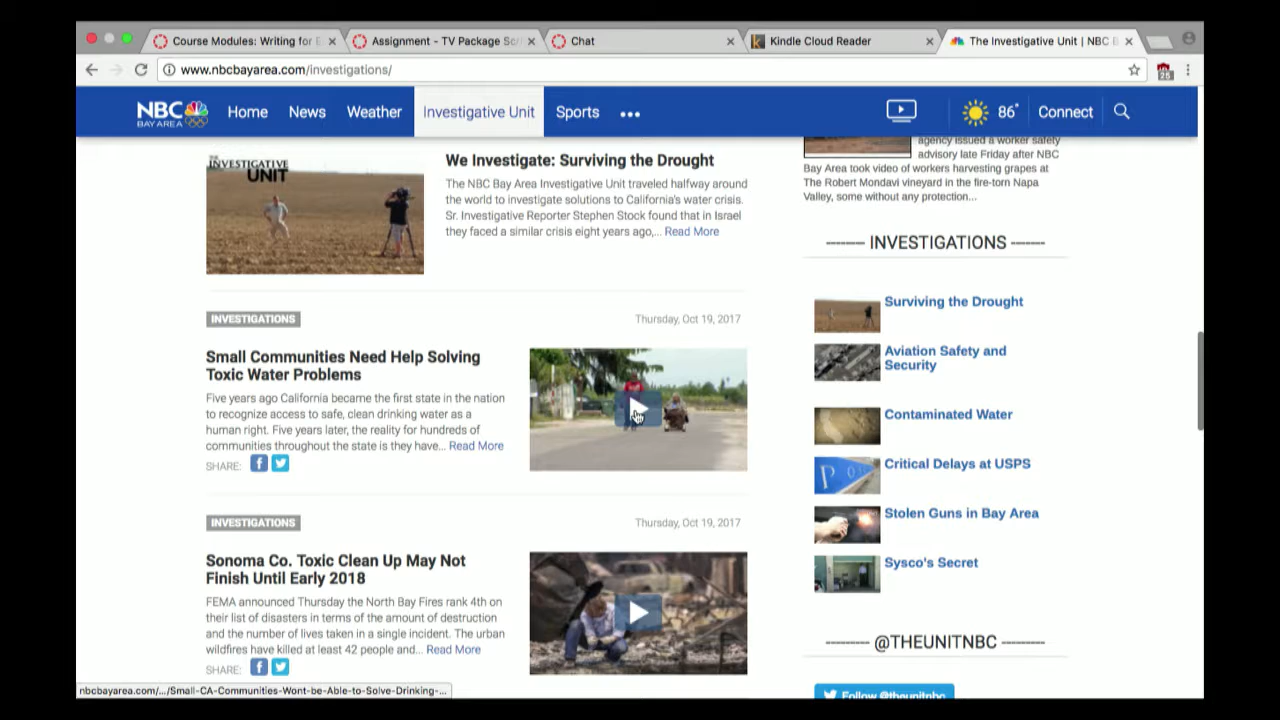 Course Modules: Writing for E
Assignment - TV Package Scr
Chat
Kindle Cloud Reader
The Investigative Unit | NBC B
www.nbcbayarea.com/investigations/
25
NBC
BAY AREA
Home
News
Weather
Investigative Unit
Sports
86°
Connect
THE
INVESTIGATIVE
UNIT
We Investigate: Surviving the Drought
The NBC Bay Area Investigative Unit traveled halfway around
the world to investigate solutions to California's water crisis.
Sr. Investigative Reporter Stephen Stock found that in Israel
they faced a similar crisis eight years ago,... Read More
INVESTIGATIONS
Thursday, Oct 19, 2017
Small Communities Need Help Solving
Toxic Water Problems
Five years ago California became the first state in the nation
to recognize access to safe, clean drinking water as a
human right. Five years later, the reality for hundreds of
communities throughout the state is they have... Read More
SHARE:
INVESTIGATIONS
Thursday, Oct 19, 2017
Sonoma Co. Toxic Clean Up May Not
Finish Until Early 2018
FEMA announced Thursday the North Bay Fires rank 4th on
their list of disasters in terms of the amount of destruction
and the number of lives taken in a single incident. The urban
wildfires have killed at least 42 people and... Read More
SHARE:
agency issued a worker safety
advisory late Friday after NBC
Bay Area took video of workers harvesting grapes at
The Robert Mondavi vineyard in the fire-torn Napa
Valley, some without any protection...
INVESTIGATIONS
Surviving the Drought
Aviation Safety and
Security
Contaminated Water
Critical Delays at USPS
Stolen Guns in Bay Area
Sysco's Secret
@THEUNITNBC
Follow @theunitnbc
nbcbayarea.com/.../Small-CA-Communities-Wont-be-Able-to-Solve-Drinking-...